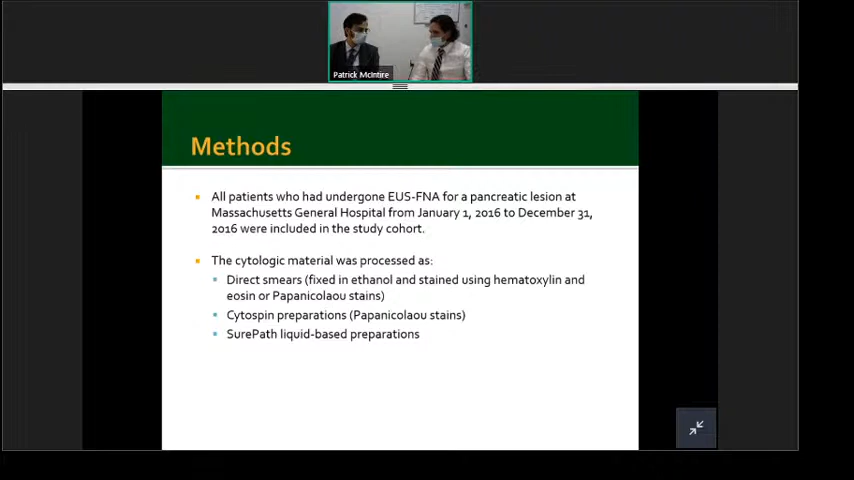 Patrick McIntire
Methods
All patients who had undergone EUS-FNA for a pancreatic lesion at
Massachusetts General Hospital from January 1, 2016 to December 31,
2016 were included in the study cohort.
The cytologic material was processed as:
Direct smears (fixed in ethanol and stained using hematoxylin and
eosin or Papanicolaou stains)
Cytospin preparations (Papanicolaou stains)
SurePath liquid-based preparations